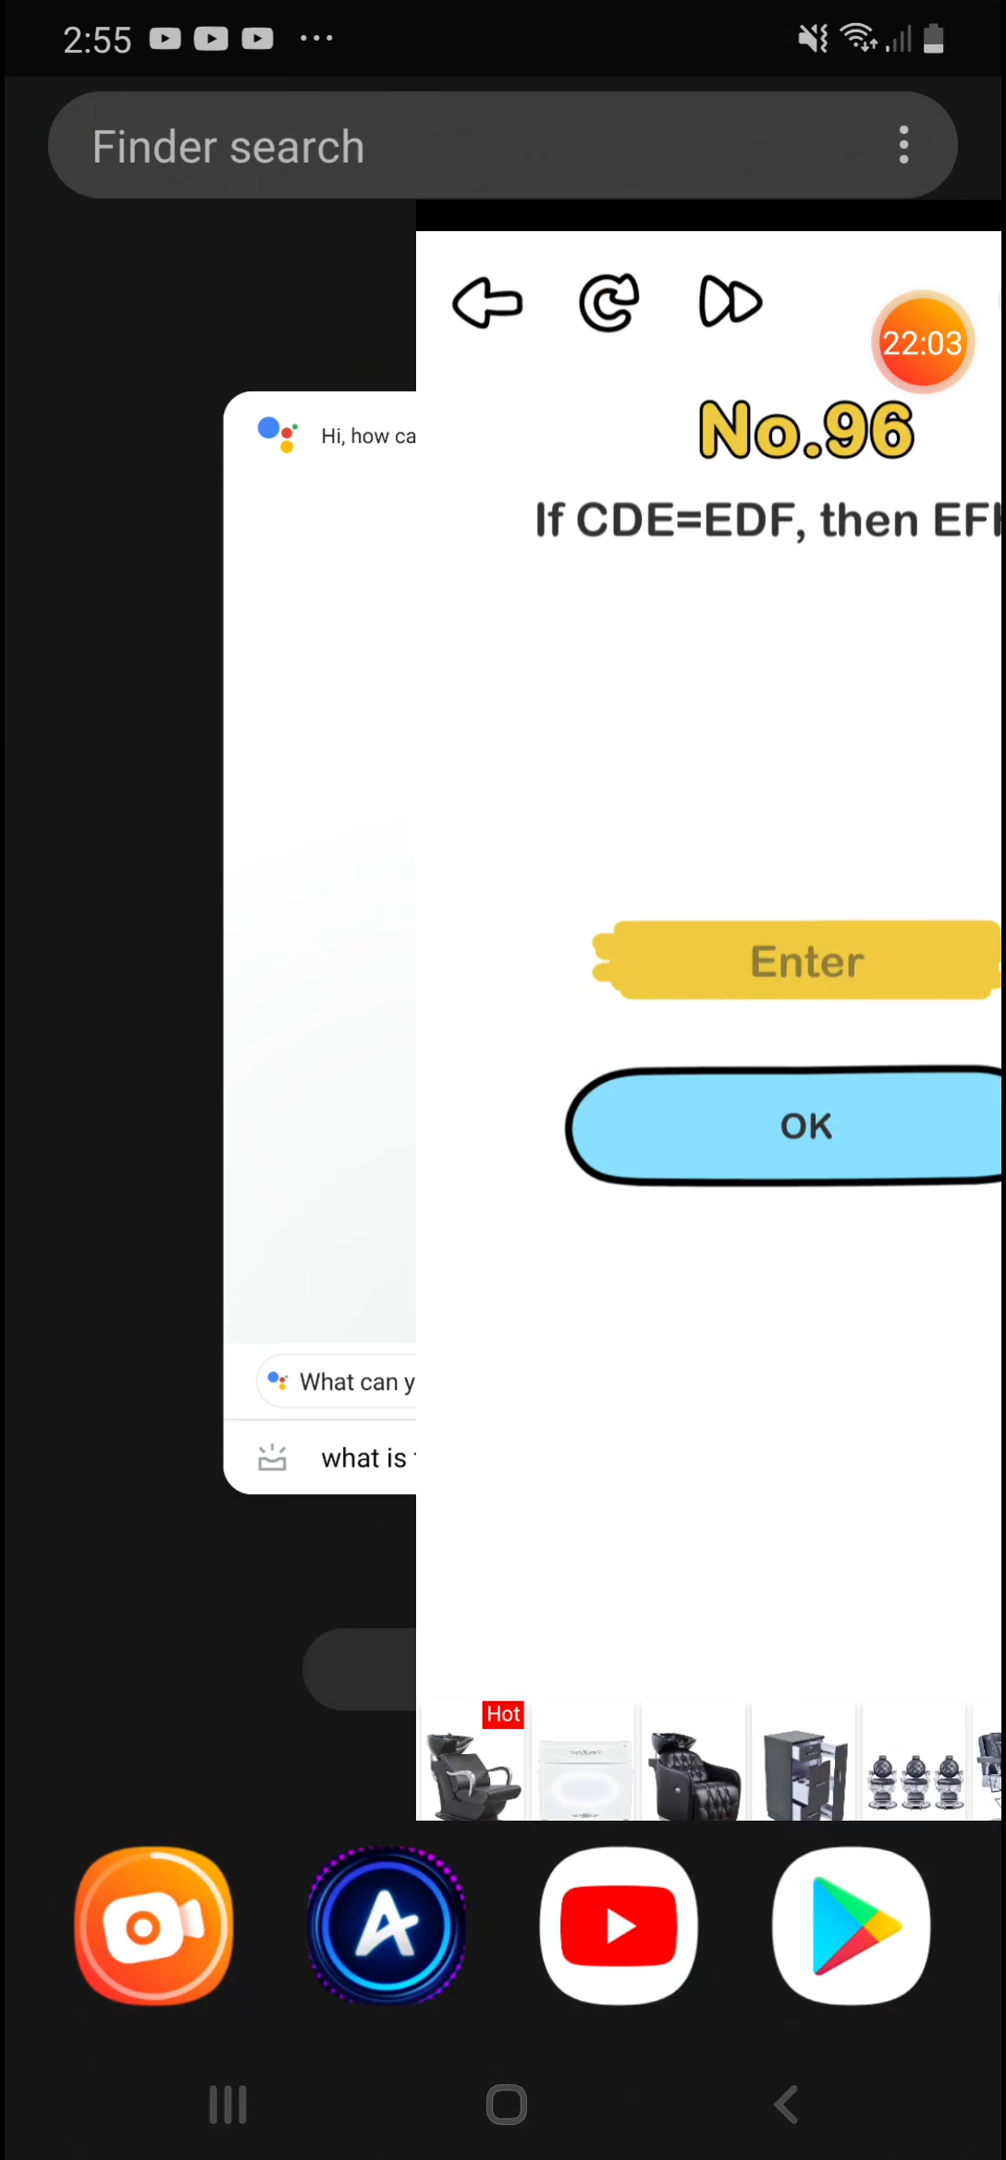 2:55
Finder search
22:03
Hi, how ca
No.96
If CDE=EDF, then EF
Enter
OK
What can y
what is
Hot